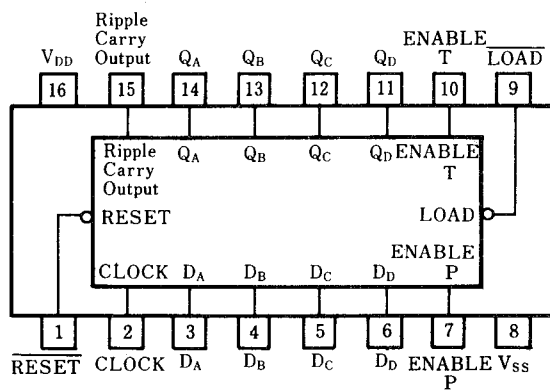 Ripple
Carry
Output
V_DD
Q_A
Q_B
Q_C
Q_D
ENABLE
T
LOAD
16
15
14
13
12
11
10
9
Ripple
Carry
Output
Q_A
Q_B
Q_C
Q_D
ENABLE
T
RESET
LOAD
ENABLE
P
CLOCK
D_A
D_B
D_C
D_D
1
2
3
4
5
6
7
8
RESET
CLOCK
D_A
D_B
D_C
D_D
ENABLE
P
V_SS